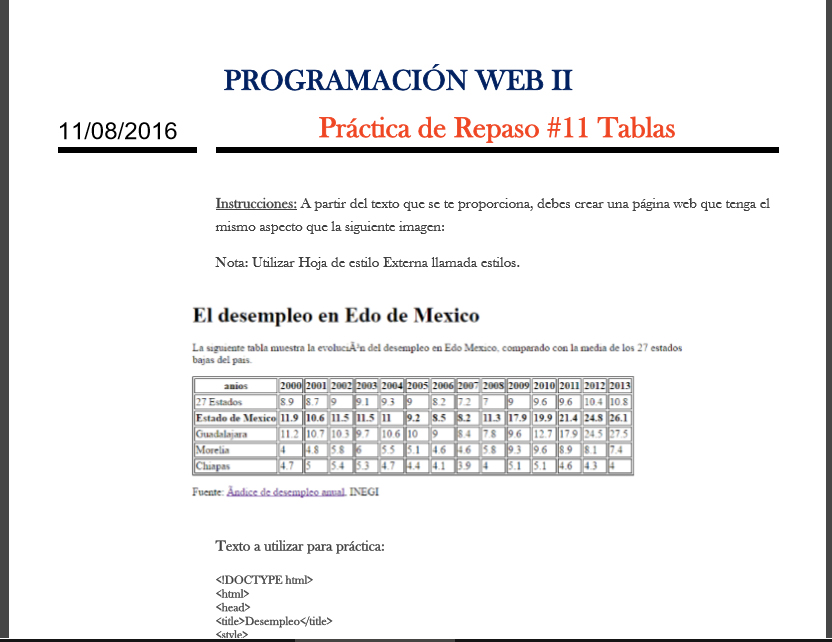 PROGRAMACIÓN WEB II
11/08/2016
Práctica de Repaso #11 Tablas
Instrucciones: A partir del texto que se te proporciona, debes crear una página web que tenga el
mismo aspecto que la siguiente imagen:
Nota: Utilizar Hoja de estilo Externa llamada estilos.
El desempleo en Edo de Mexico
La siguiente tabla muestra la evoluciÃ³n del desempleo en Edo Mexico, comparado con la media de los 27 estados
bajas del pais.
anios 2000 2001 2002 2003 2004 2005 2006 2007 2008 2009 2010 2011 2012 2013
27 Estados 8.9 8.7 9 9.1 9.3 9 8.2 7.2 7 9 9.6 9.6 10.4 10.8
Estado de Mexico 11.9 10.6 11.5 11.5 11 9.2 8.5 8.2 11.3 17.9 19.9 21.4 24.8 26.1
Guadalajara 11.2 10.7 10.3 9.7 10.6 10 9 8.4 7.8 9.6 12.7 17.9 24.5 27.5
Morelia 4 4.8 5.8 6 5.5 5.1 4.6 4.6 5.8 9.3 9.6 8.9 8.1 7.4
Chiapas 4.7 5 5.4 5.3 4.7 4.4 4.1 3.9 4 5.1 5.1 4.6 4.3 4
Fuente: Ãndice de desempleo anual, INEGI
Texto a utilizar para práctica:
<!DOCTYPE html>
<html>
<head>
<title>Desempleo</title>
<style>